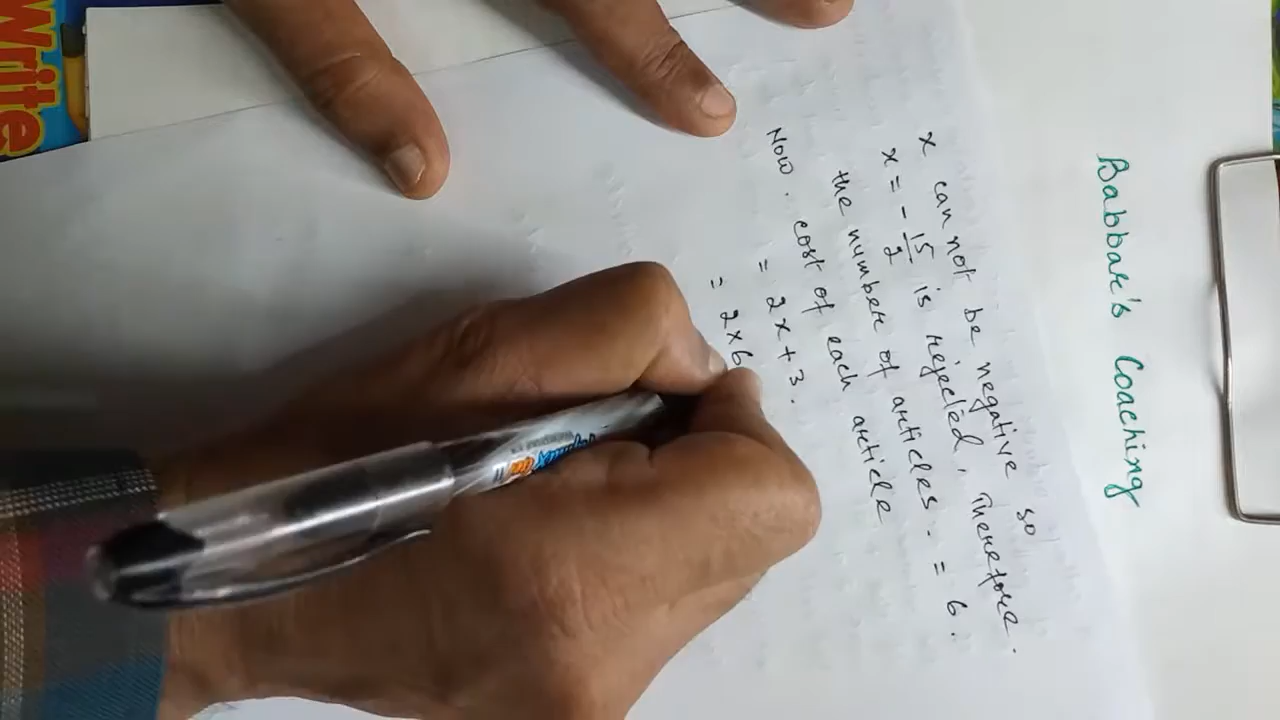 Babbar's Coaching
x can not be negative so
x = - 15/2 is rejected, Therefore.
the number of articles. = 6.
Now. cost of each article
= 2x + 3.
= 2x6
Write